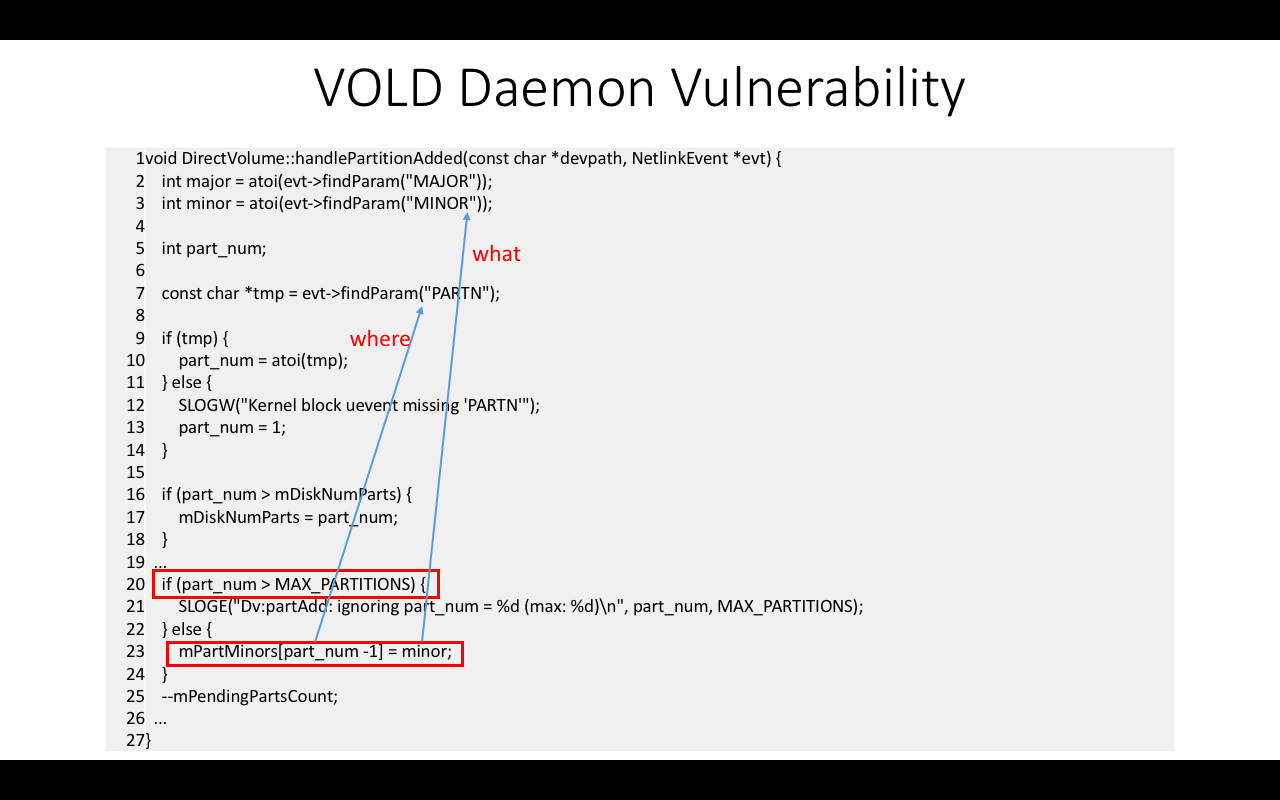 VOLD Daemon Vulnerability
1void DirectVolume::handlePartitionAdded(const char *devpath, NetlinkEvent *evt) {
2 int major = atoi(evt->findParam("MAJOR"));
3 int minor = atoi(evt->findParam("MINOR"));
4
5 int part_num;
what
6
7 const char *tmp = evt->findParam("PARTN");
8
9 if (tmp) {
where
10 part_num = atoi(tmp);
11 } else {
12 SLOGW("Kernel block uevent missing 'PARTN'");
13 part_num = 1;
14 }
15
16 if (part_num > mDiskNumParts) {
17 mDiskNumParts = part_num;
18 }
19 ...
20 if (part_num > MAX_PARTITIONS) {
21 SLOGE("Dv:partAdd: ignoring part_num = %d (max: %d)\n", part_num, MAX_PARTITIONS);
22 } else {
23 mPartMinors[part_num -1] = minor;
24 }
25 --mPendingPartsCount;
26 ...
27}